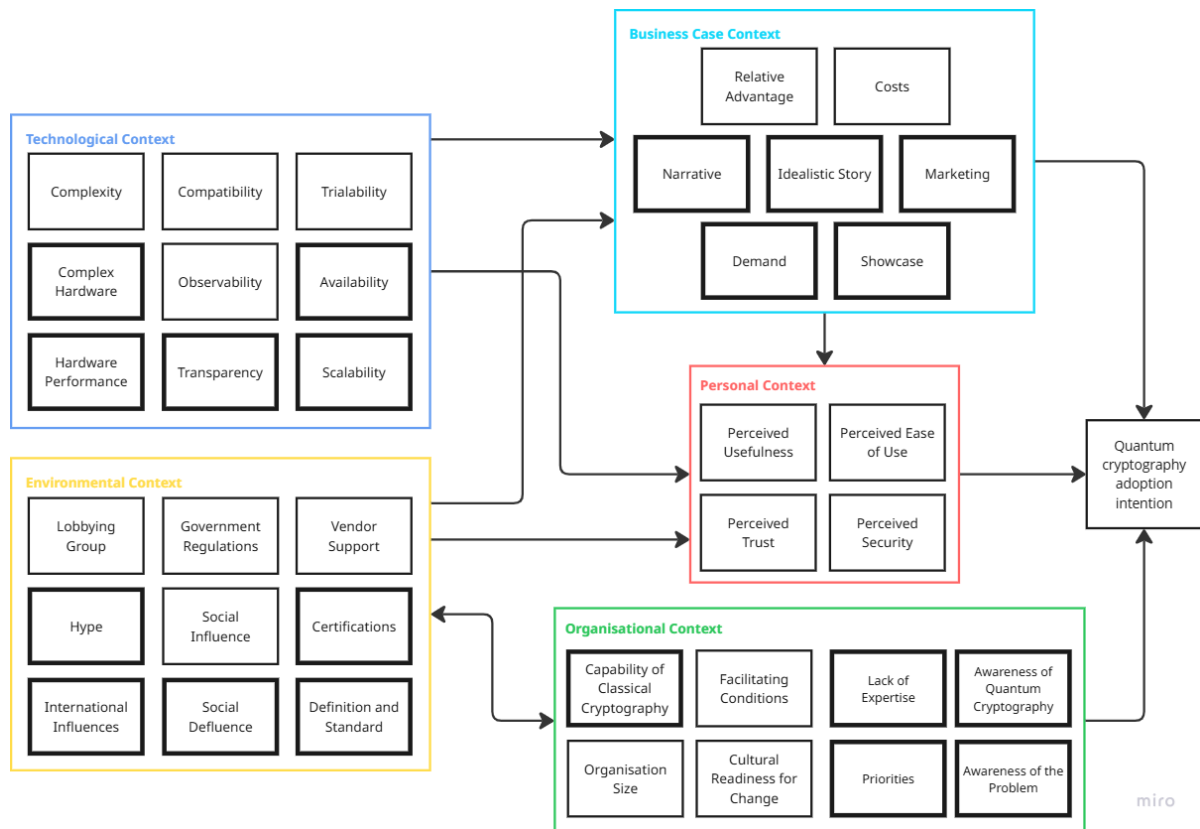 Business Case Context
Relative
Advantage
Costs
Narrative
Idealistic Story
Marketing
Demand
Showcase
Technological Context
Complexity
Compatibility
Trialability
Complex
Hardware
Observability
Availability
Hardware
Performance
Transparency
Scalability
Personal Context
Perceived
Usefulness
Perceived Ease
of Use
Perceived
Trust
Perceived
Security
Quantum
cryptography
adoption
intention
Environmental Context
Lobbying
Group
Government
Regulations
Vendor
Support
Hype
Social
Influence
Certifications
International
Influences
Social
Defluence
Definition and
Standard
Organisational Context
Capability of
Classical
Cryptography
Facilitating
Conditions
Lack of
Expertise
Awareness of
Quantum
Cryptography
Organisation
Size
Cultural
Readiness for
Change
Priorities
Awareness of the
Problem
miro